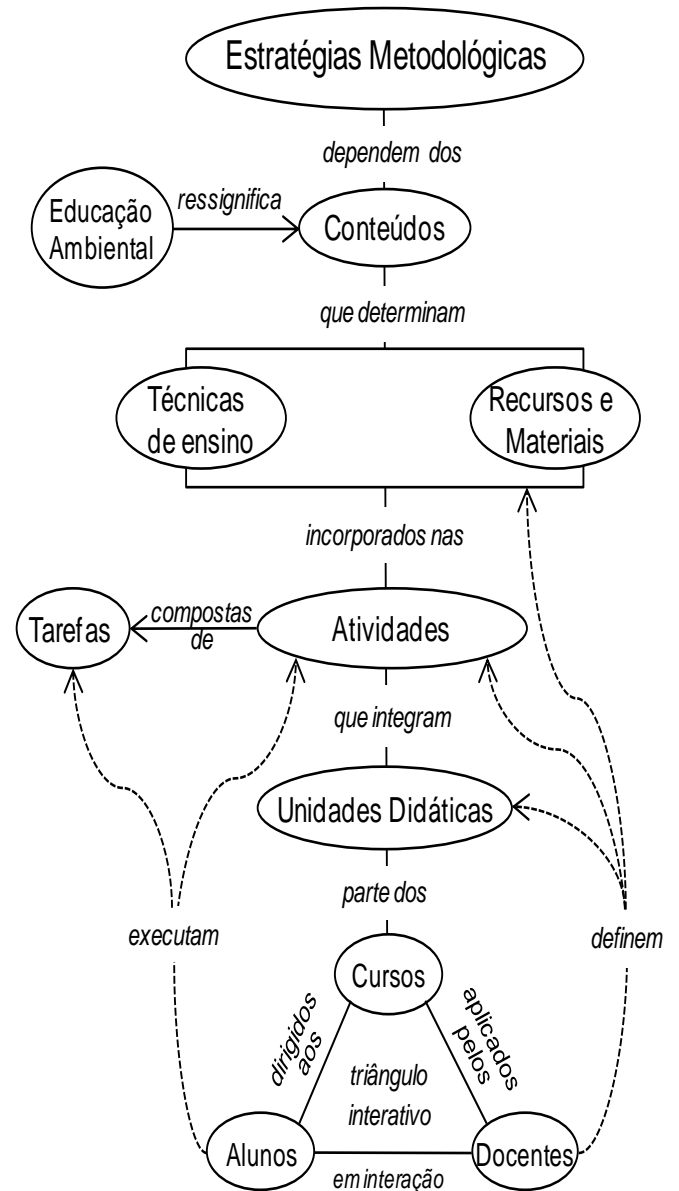 Estratégias Metodológicas
dependem dos
Educação
Ambiental
ressignifica
Conteúdos
que determinam
Técnicas
de ensino
Recursos e
Materiais
incorporados nas
Tarefas
compostas
de
Atividades
que integram
Unidades Didáticas
parte dos
executam
definem
Cursos
dirigidos
aos
aplicados
pelos
triângulo
interativo
Alunos
Docentes
em interação